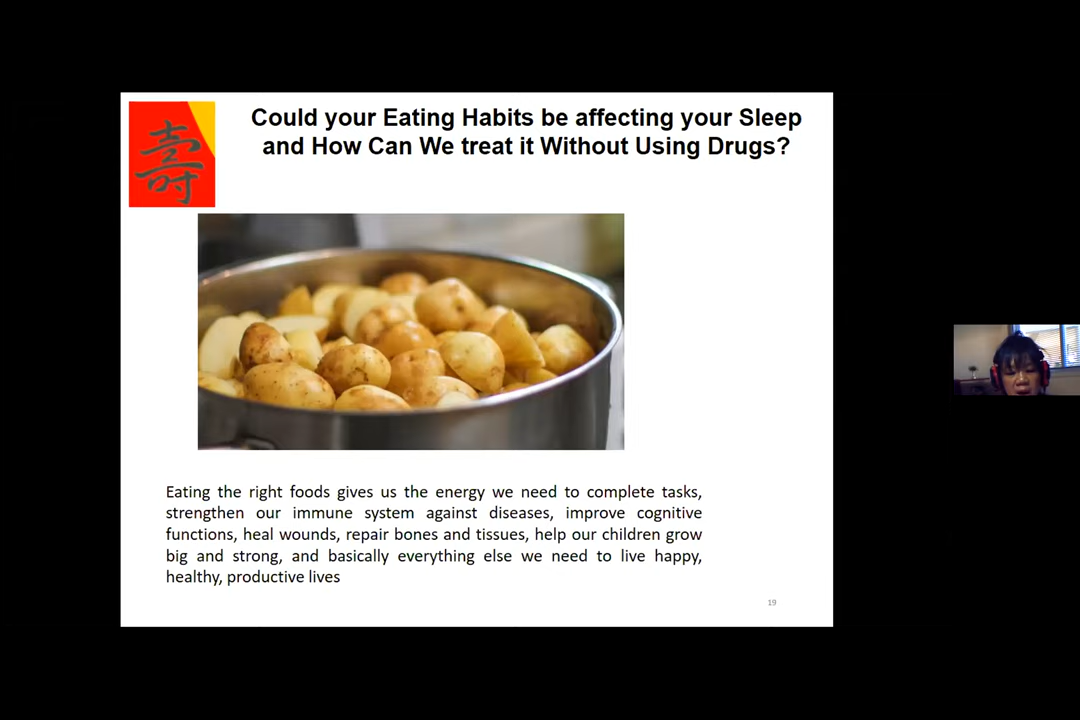 Could your Eating Habits be affecting your Sleep
and How Can We treat it Without Using Drugs?
壽
Eating the right foods gives us the energy we need to complete tasks,
strengthen our immune system against diseases, improve cognitive
functions, heal wounds, repair bones and tissues, help our children grow
big and strong, and basically everything else we need to live happy,
healthy, productive lives
19